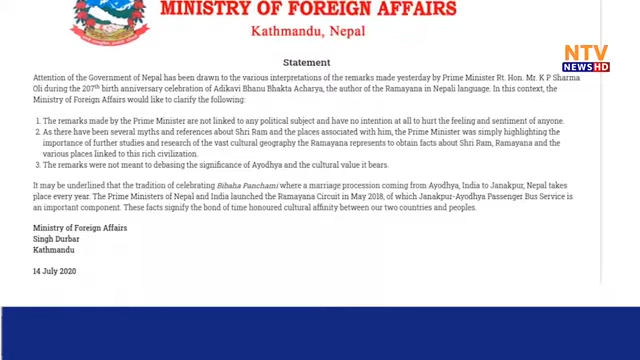 MINISTRY OF FOREIGN AFFAIRS
Kathmandu, Nepal
NTV
NEWS HD
Statement
Attention of the Government of Nepal has been drawn to the various interpretations of the remarks made yesterday by Prime Minister Rt. Hon. Mr. K P Sharma
Oli during the 207th birth anniversary celebration of Adikavi Bhanu Bhakta Acharya, the author of the Ramayana in Nepali language. In this context, the
Ministry of Foreign Affairs would like to clarify the following:
1. The remarks made by the Prime Minister are not linked to any political subject and have no intention at all to hurt the feeling and sentiment of anyone.
2. As there have been several myths and references about Shri Ram and the places associated with him, the Prime Minister was simply highlighting the
importance of further studies and research of the vast cultural geography the Ramayana represents to obtain facts about Shri Ram, Ramayana and the
various places linked to this rich civilization.
3. The remarks were not meant to debasing the significance of Ayodhya and the cultural value it bears.
It may be underlined that the tradition of celebrating Bibaha Panchami where a marriage procession coming from Ayodhya, India to Janakpur, Nepal takes
place every year. The Prime Ministers of Nepal and India launched the Ramayana Circuit in May 2018, of which Janakpur-Ayodhya Passenger Bus Service is
an important component. These facts signify the bond of time honoured cultural affinity between our two countries and peoples.
Ministry of Foreign Affairs
Singh Durbar
Kathmandu
14 July 2020